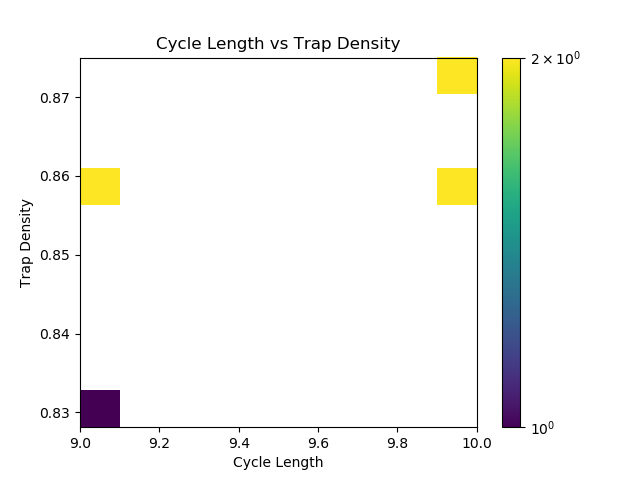 Cycle Length vs Trap Density
Trap Density
0.87
0.86
0.85
0.84
0.83
9.0 9.2 9.4 9.6 9.8 10.0
Cycle Length
2 × 10⁰
10⁰